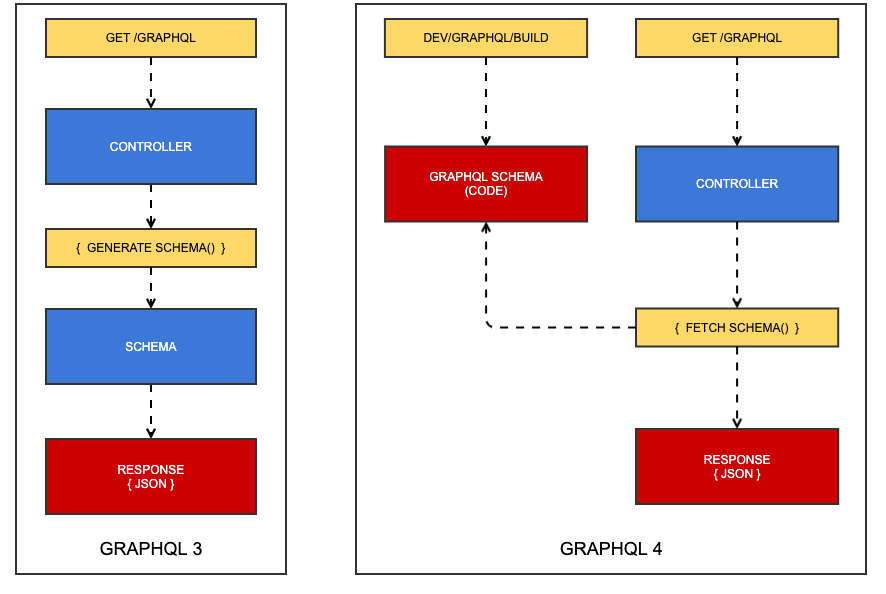 GET /GRAPHQL
CONTROLLER
{ GENERATE SCHEMA() }
SCHEMA
RESPONSE
{ JSON }
GRAPHQL 3
DEV/GRAPHQL/BUILD
GRAPHQL SCHEMA
(CODE)
GET /GRAPHQL
CONTROLLER
{ FETCH SCHEMA() }
RESPONSE
{ JSON }
GRAPHQL 4